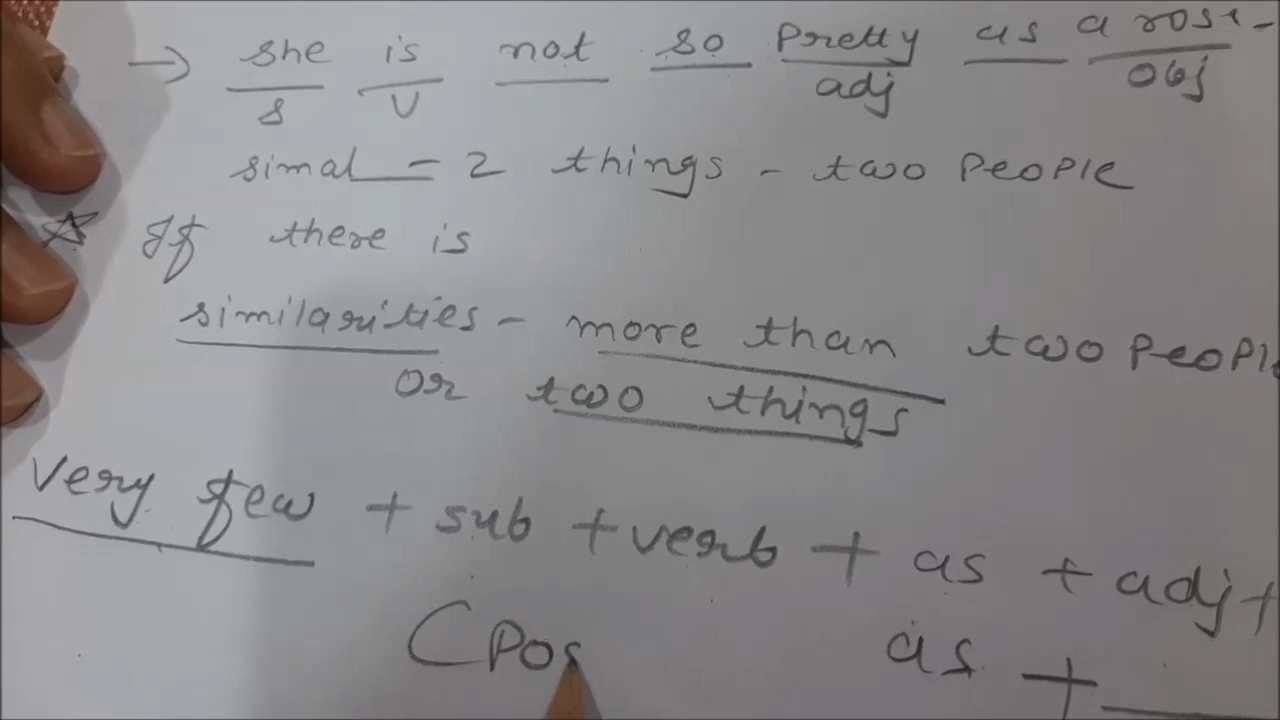 → she is not so Pretty as a rose.
s v adj obj
simal - 2 things - two people
☆ If there is
similarities - more than two people
or two things
very few + sub + verb + as + adj +
as +
(Pos